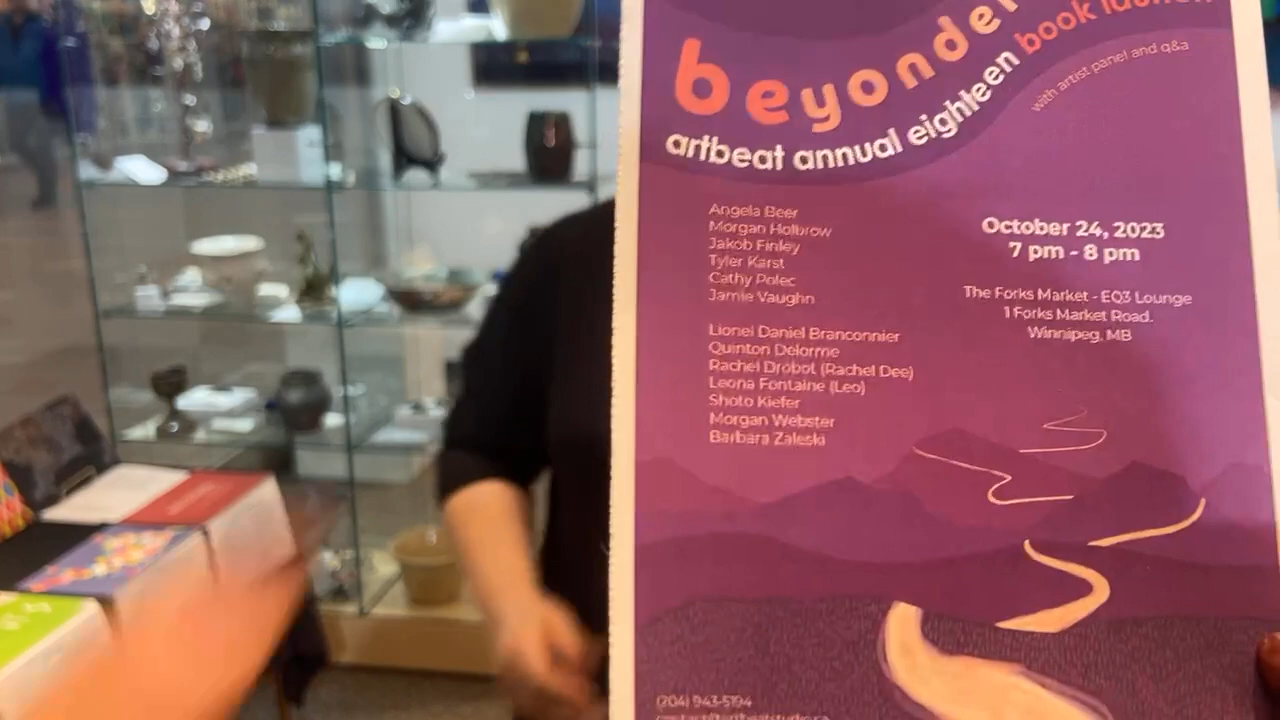 beyonder
artbeat annual eighteen book launch
with artist panel and q&a
Angela Beer
Morgan Holbrow
Jakob Finley
Tyler Karst
Cathy Polec
Jamie Vaughn
Lionel Daniel Branconnier
Quinton Delorme
Rachel Drobot (Rachel Dee)
Leona Fontaine (Leo)
Shoto Kiefer
Morgan Webster
Barbara Zaleski
October 24, 2023
7 pm - 8 pm
The Forks Market - EQ3 Lounge
1 Forks Market Road.
Winnipeg, MB
(204) 943-5194